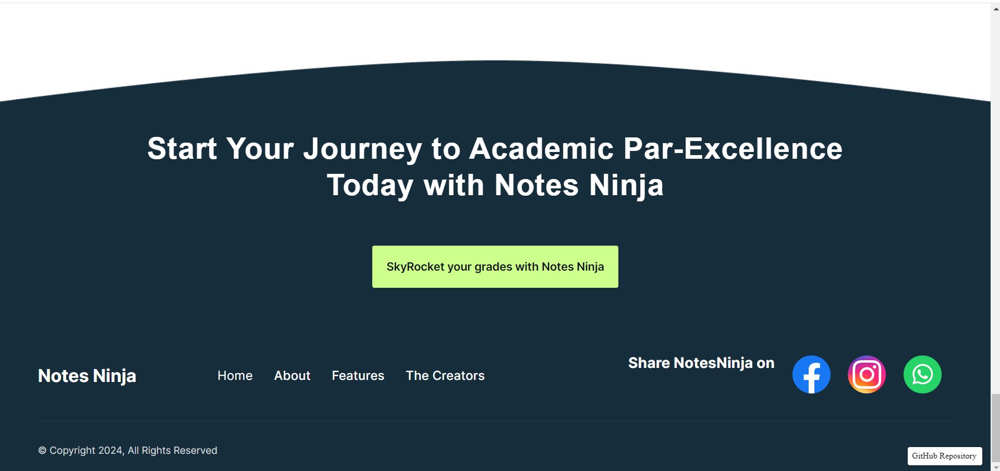 Start Your Journey to Academic Par-Excellence
Today with Notes Ninja
SkyRocket your grades with Notes Ninja
Notes Ninja
Home About Features The Creators
Share NotesNinja on
© Copyright 2024, All Rights Reserved
GitHub Repository